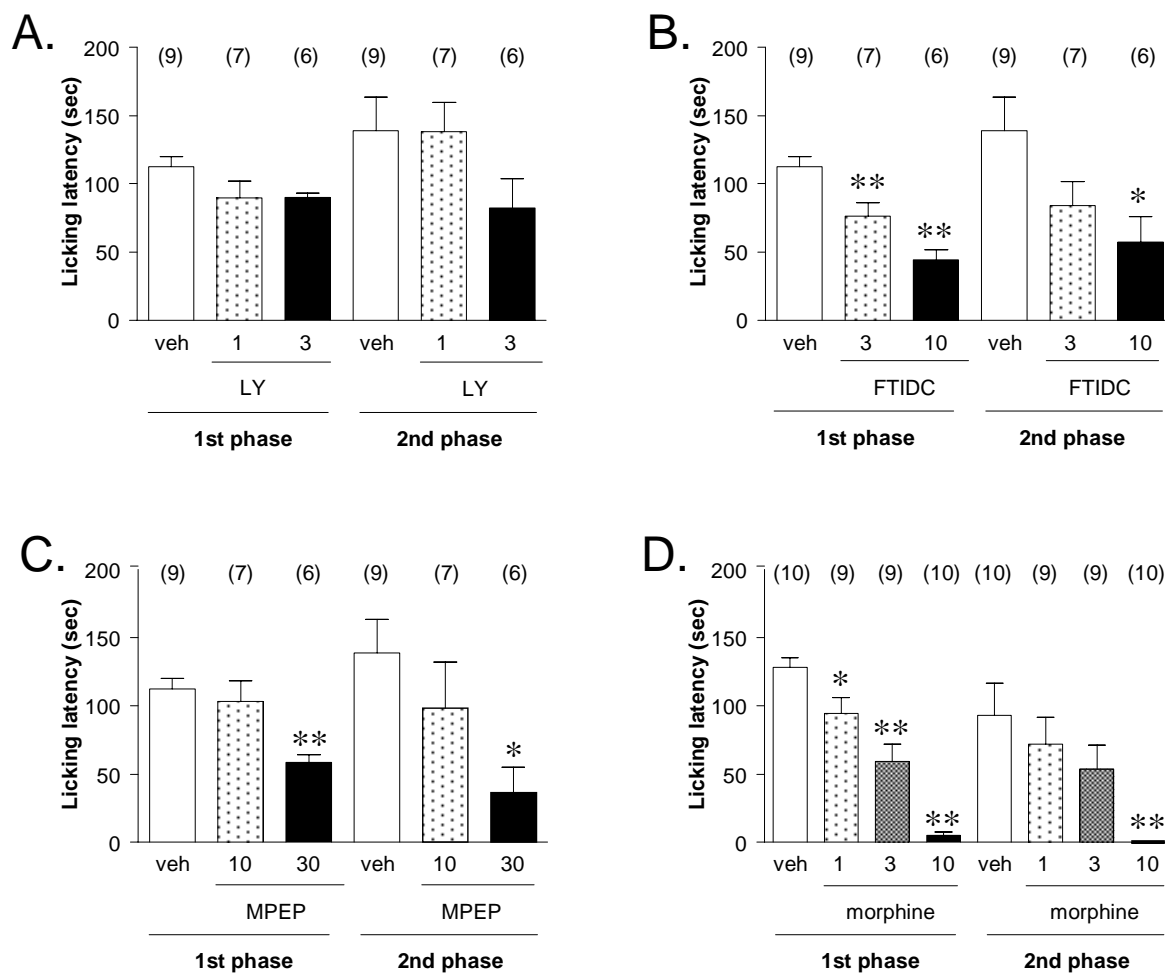 A.
Licking latency (sec)
200
150
100
50
0
(9) (7) (6) (9) (7) (6)
veh 1 3 veh 1 3
LY LY
1st phase 2nd phase
B.
Licking latency (sec)
200
150
100
50
0
(9) (7) (6) (9) (7) (6)
** ** *
veh 3 10 veh 3 10
FTIDC FTIDC
1st phase 2nd phase
C.
Licking latency (sec)
200
150
100
50
0
(9) (7) (6) (9) (7) (6)
** *
veh 10 30 veh 10 30
MPEP MPEP
1st phase 2nd phase
D.
Licking latency (sec)
200
150
100
50
0
(10) (9) (9) (10) (10) (9) (9) (10)
* ** ** **
veh 1 3 10 veh 1 3 10
morphine morphine
1st phase 2nd phase